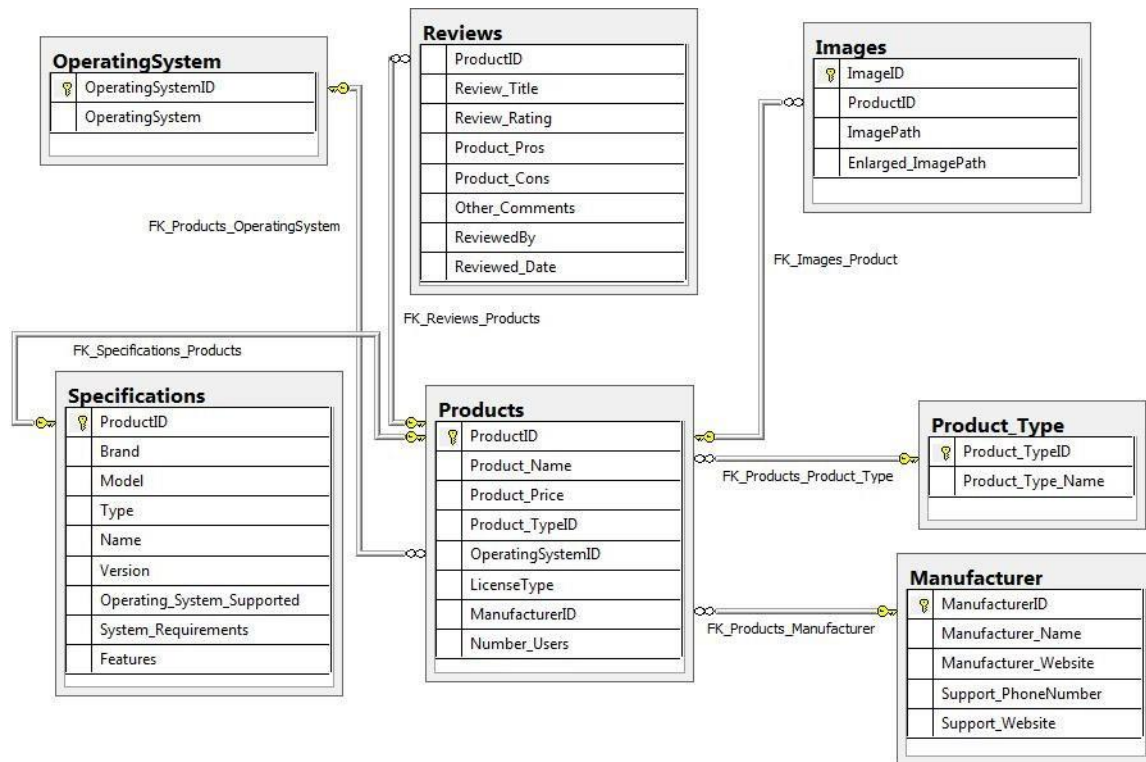 OperatingSystem
OperatingSystemID
OperatingSystem
Reviews
ProductID
Review_Title
Review_Rating
Product_Pros
Product_Cons
Other_Comments
ReviewedBy
Reviewed_Date
Images
ImageID
ProductID
ImagePath
Enlarged_ImagePath
FK_Products_OperatingSystem
FK_Images_Product
FK_Reviews_Products
FK_Specifications_Products
Specifications
ProductID
Brand
Model
Type
Name
Version
Operating_System_Supported
System_Requirements
Features
Products
ProductID
Product_Name
Product_Price
Product_TypeID
OperatingSystemID
LicenseType
ManufacturerID
Number_Users
Product_Type
Product_TypeID
Product_Type_Name
FK_Products_Product_Type
Manufacturer
ManufacturerID
Manufacturer_Name
Manufacturer_Website
Support_PhoneNumber
Support_Website
FK_Products_Manufacturer